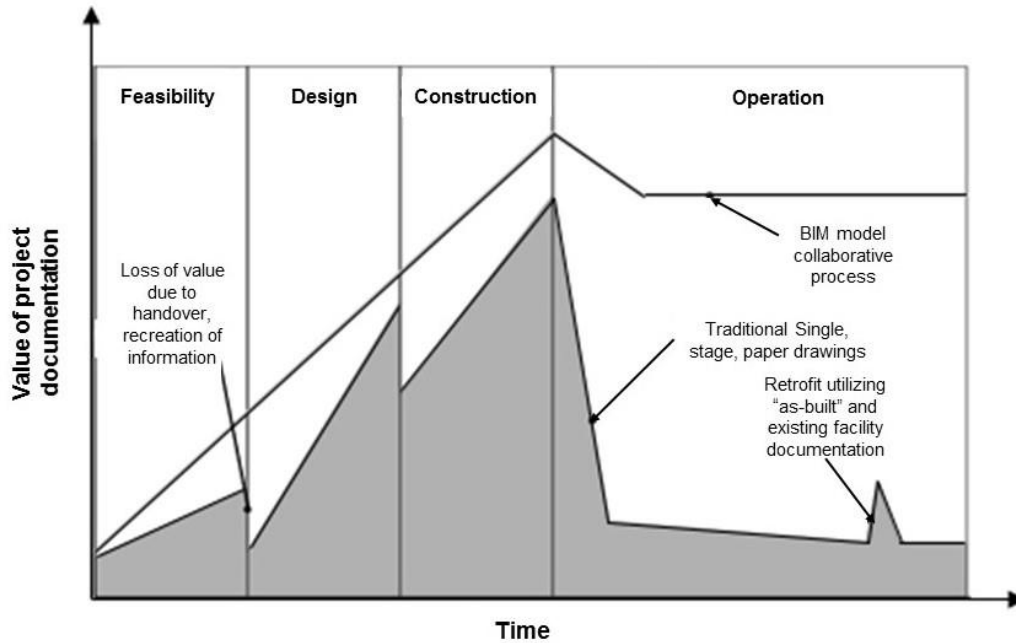 Feasibility
Design
Construction
Operation
Value of project
documentation
Loss of value
due to
handover,
recreation of
information
BIM model
collaborative
process
Traditional Single,
stage, paper drawings
Retrofit utilizing
“as-built” and
existing facility
documentation
Time